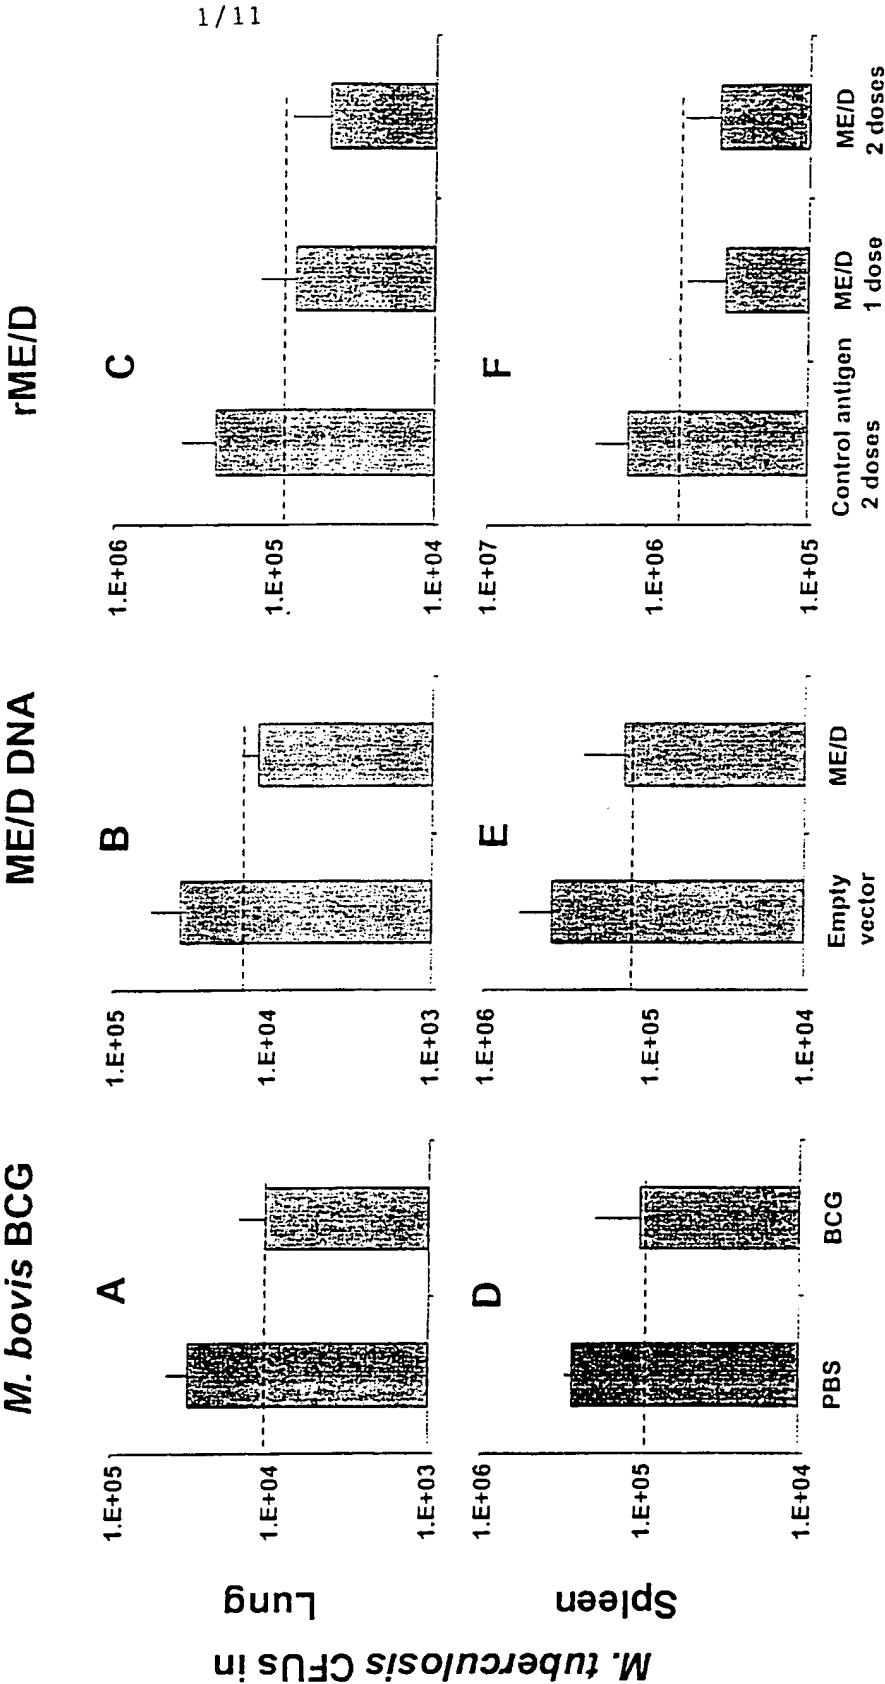 1/11
M. bovis BCG
ME/D DNA
rME/D
M. tuberculosis CFUs in
Lung
Spleen
A
1.E+05
1.E+04
1.E+03
B
1.E+05
1.E+04
1.E+03
C
1.E+06
1.E+05
1.E+04
D
1.E+06
1.E+05
1.E+04
PBS
BCG
E
1.E+06
1.E+05
1.E+04
Empty
vector
ME/D
F
1.E+07
1.E+06
1.E+05
Control antigen
2 doses
ME/D
1 dose
ME/D
2 doses